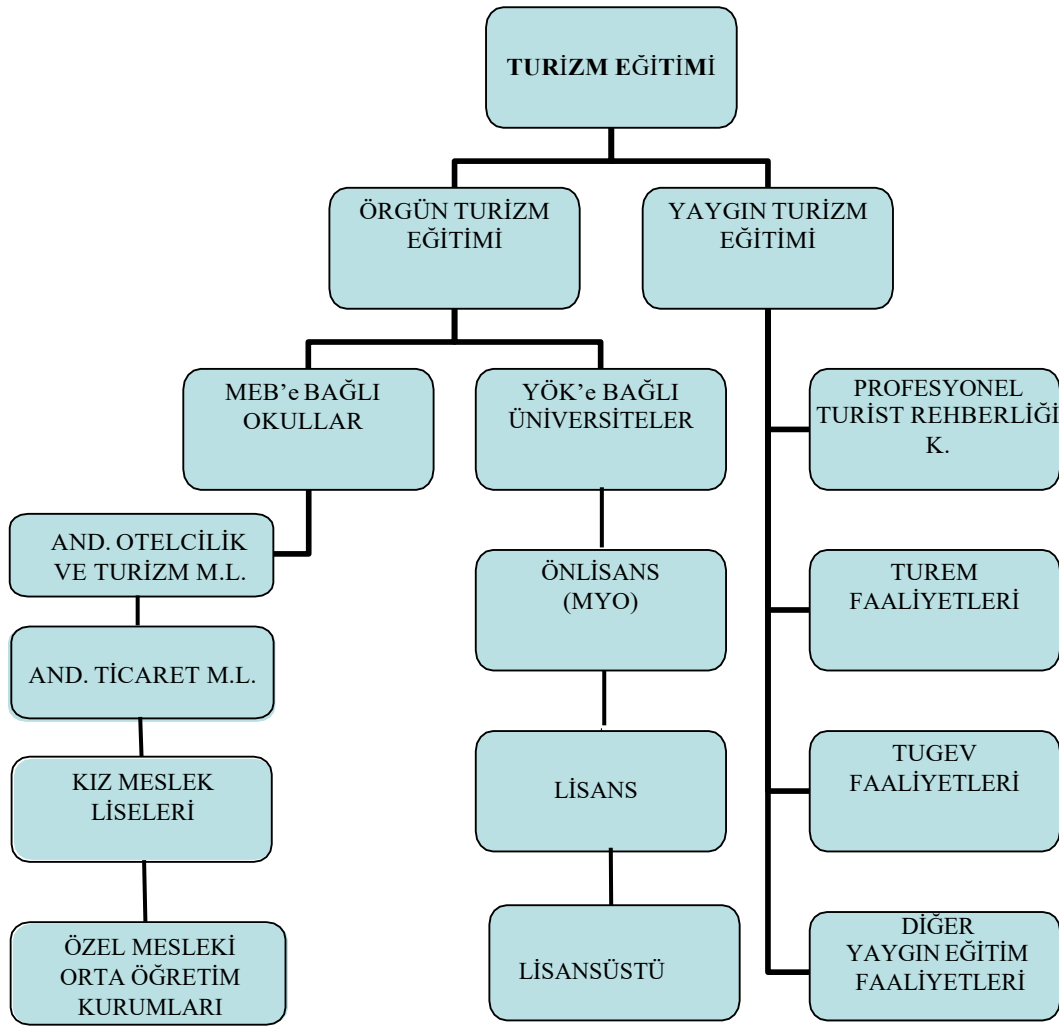 TURİZM EĞİTİMİ
ÖRGÜN TURİZM
EĞİTİMİ
YAYGIN TURİZM
EĞİTİMİ
MEB’e BAĞLI
OKULLAR
YÖK’e BAĞLI
ÜNİVERSİTELER
PROFESYONEL
TURIST REHBERLİĞİ
K.
AND. OTELCİLİK
VE TURİZM M.L.
ÖNLİSANS
(MYO)
TUREM
FAALİYETLERİ
AND. TİCARET M.L.
KIZ MESLEK
LİSELERİ
LİSANS
TUGEV
FAALİYETLERİ
ÖZEL MESLEKİ
ORTA ÖĞRETİM
KURUMLARI
LİSANSÜSTÜ
DİĞER
YAYGIN EĞİTİM
FAALİYETLERİ